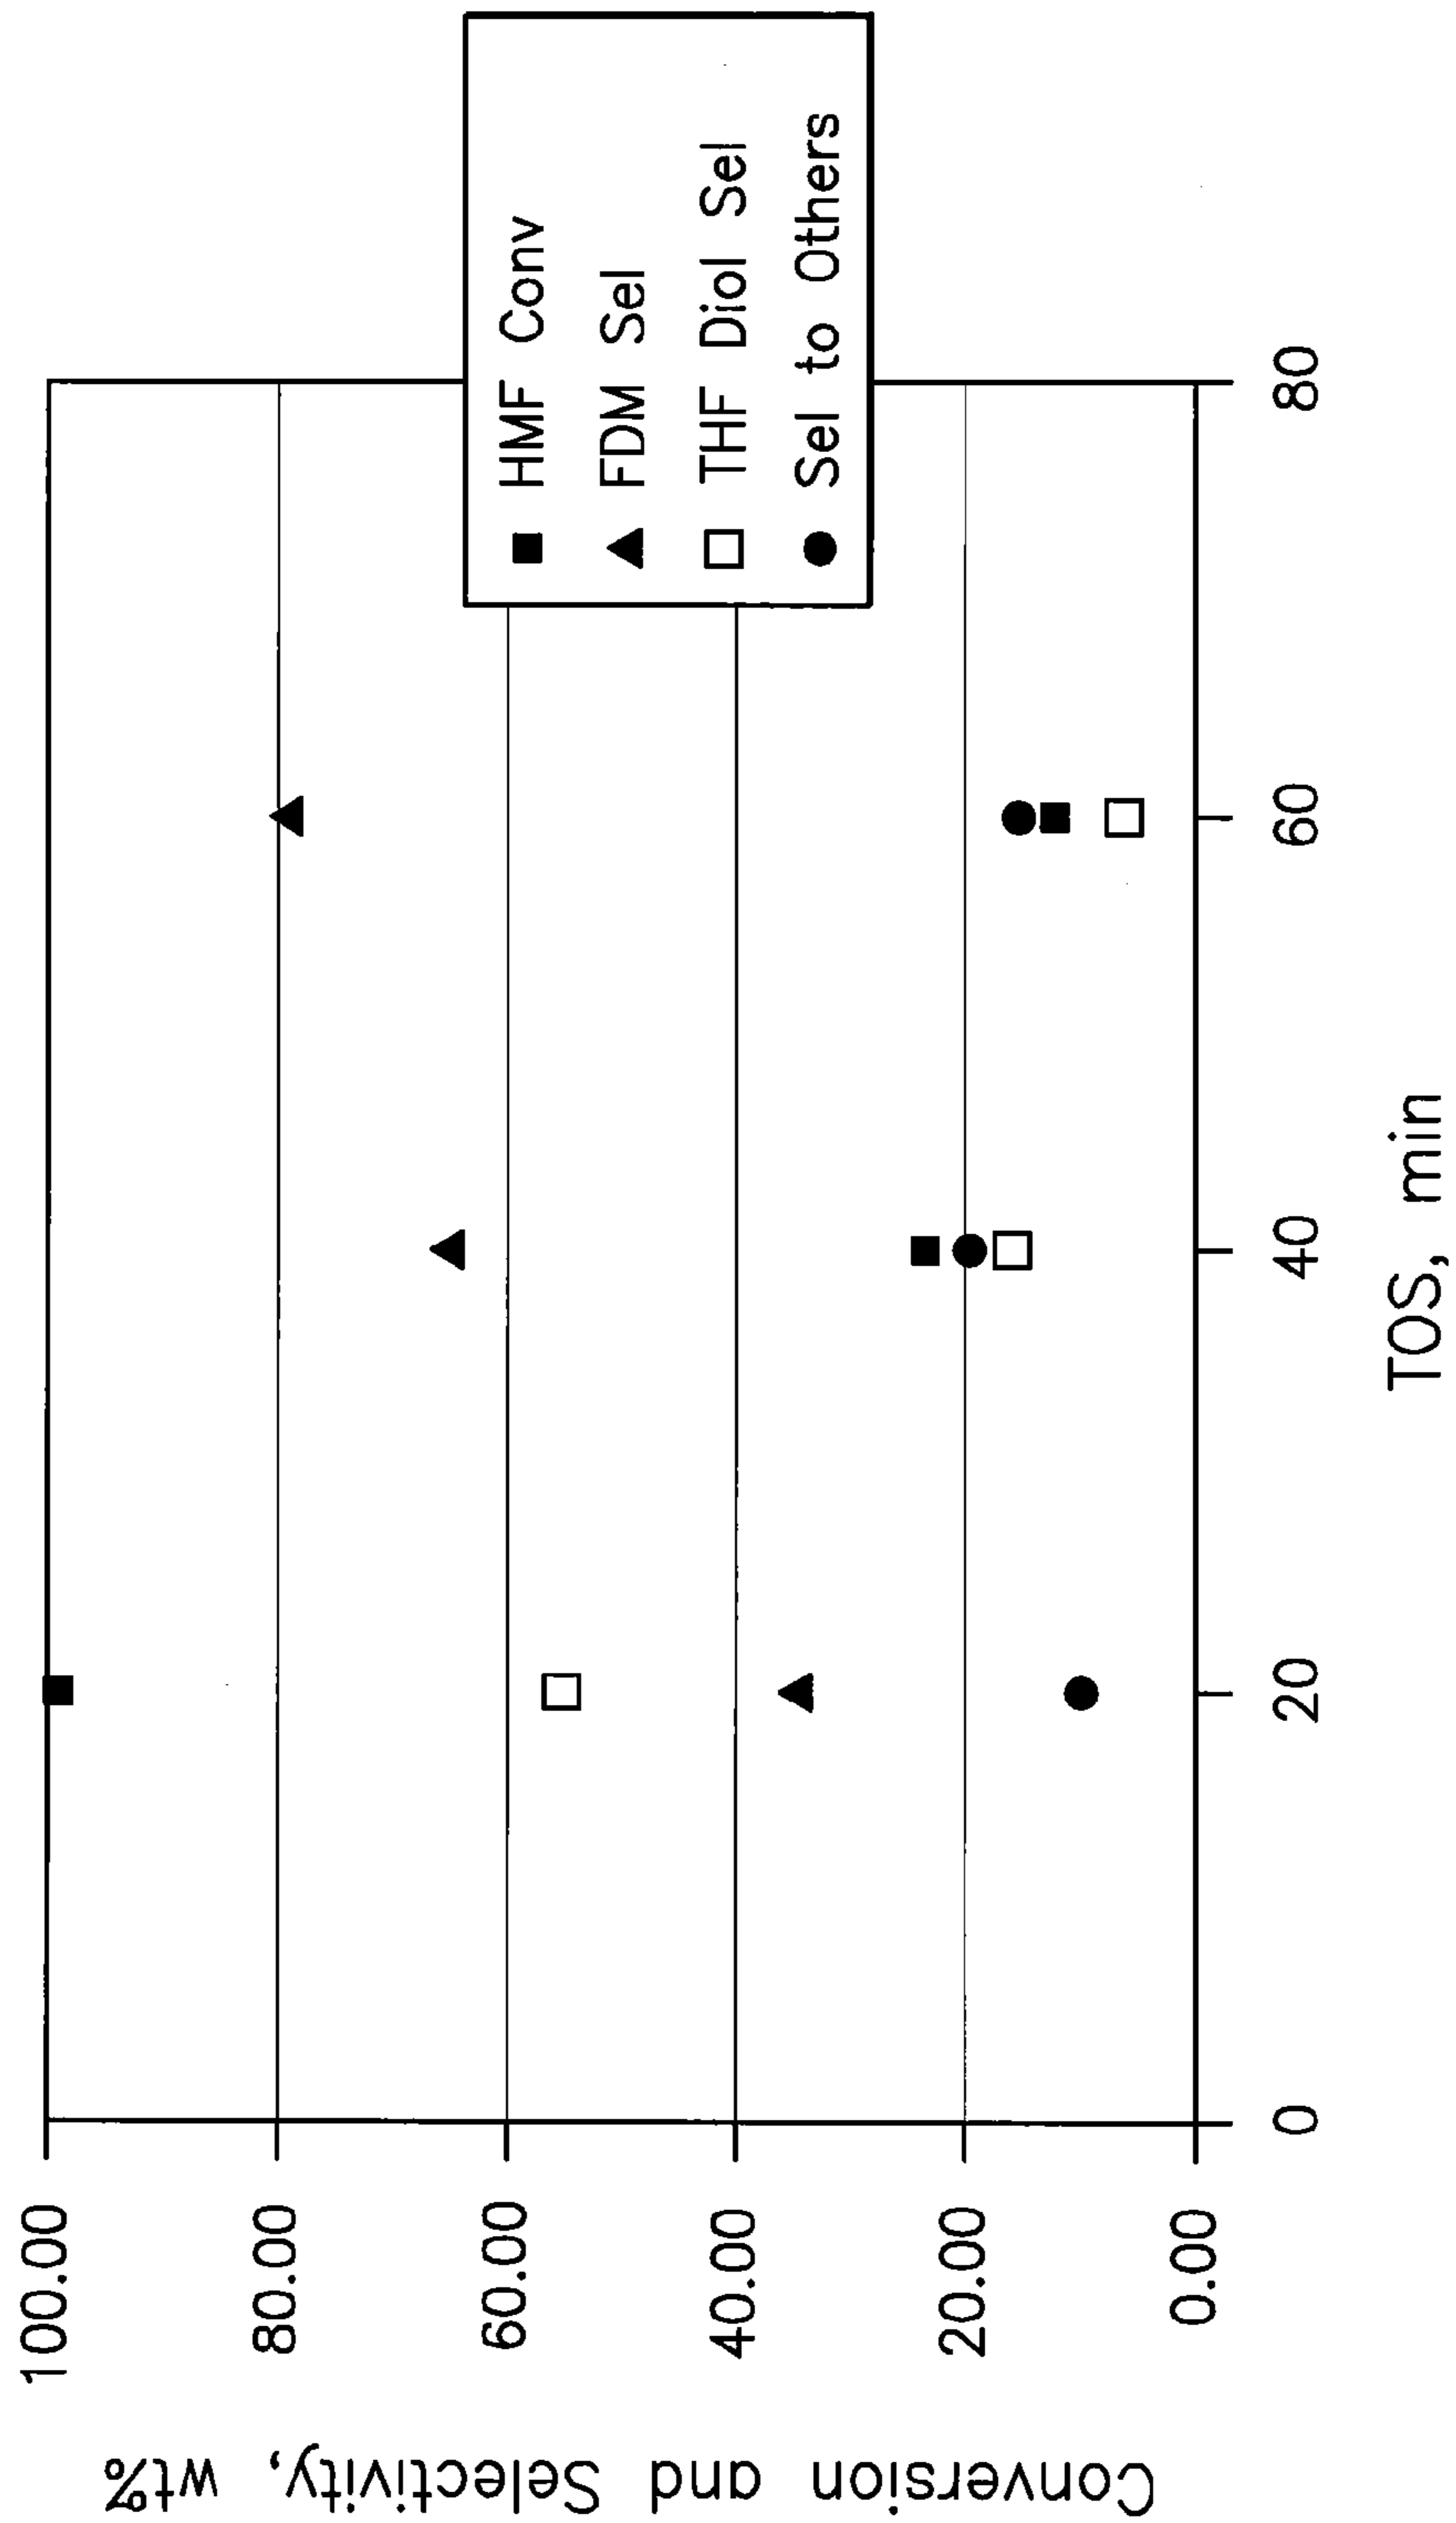 Conversion and Selectivity, wt%
100.00
80.00
60.00
40.00
20.00
0.00
0
20
40
60
80
TOS, min
HMF Conv
FDM Sel
THF Diol Sel
Sel to Others